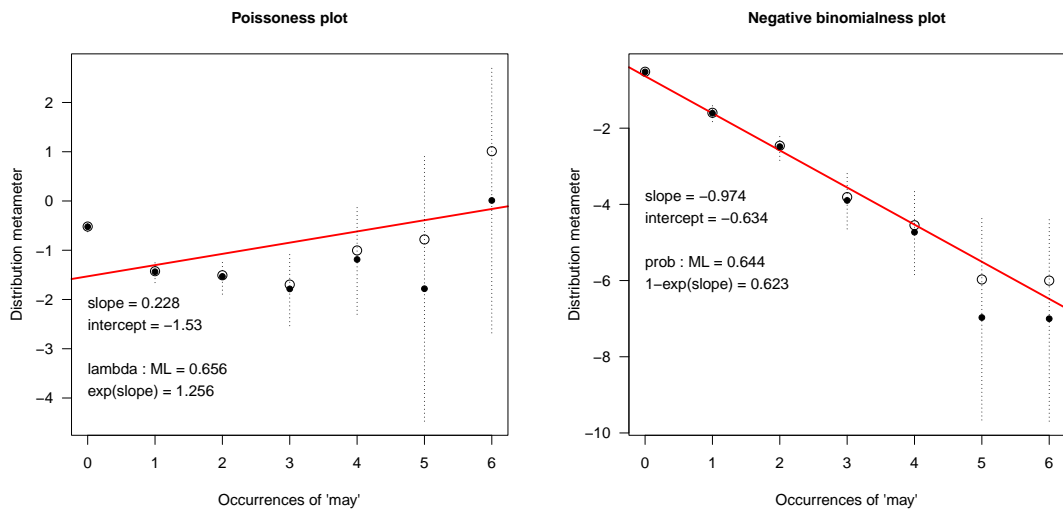 Poissoness plot
Distribution metameter
2
1
0
−1
−2
−3
−4
slope = 0.228
intercept = −1.53
lambda : ML = 0.656
exp(slope) = 1.256
0 1 2 3 4 5 6
Occurrences of 'may'
Negative binomialness plot
Distribution metameter
−2
−4
−6
−8
−10
slope = −0.974
intercept = −0.634
prob : ML = 0.644
1−exp(slope) = 0.623
0 1 2 3 4 5 6
Occurrences of 'may'